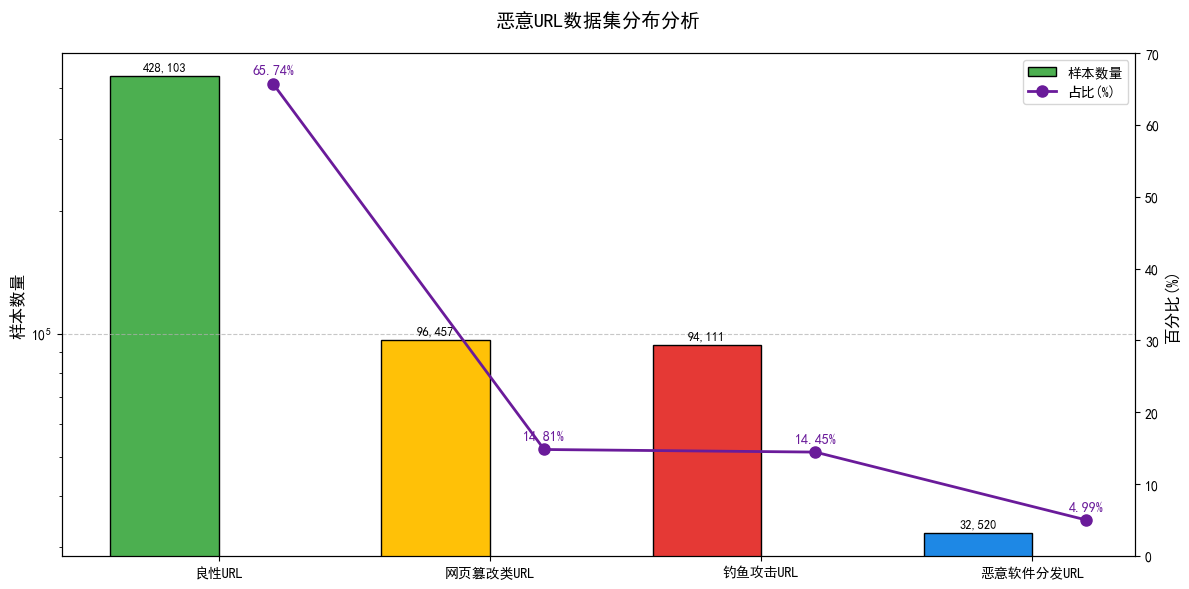 恶意URL数据集分布分析
样本数量
10^5
428,103
96,457
94,111
32,520
65.74%
14.81%
14.45%
4.99%
样本数量
占比(%)
70
60
50
40
30
20
10
0
百分比(%)
良性URL
网页篡改类URL
钓鱼攻击URL
恶意软件分发URL